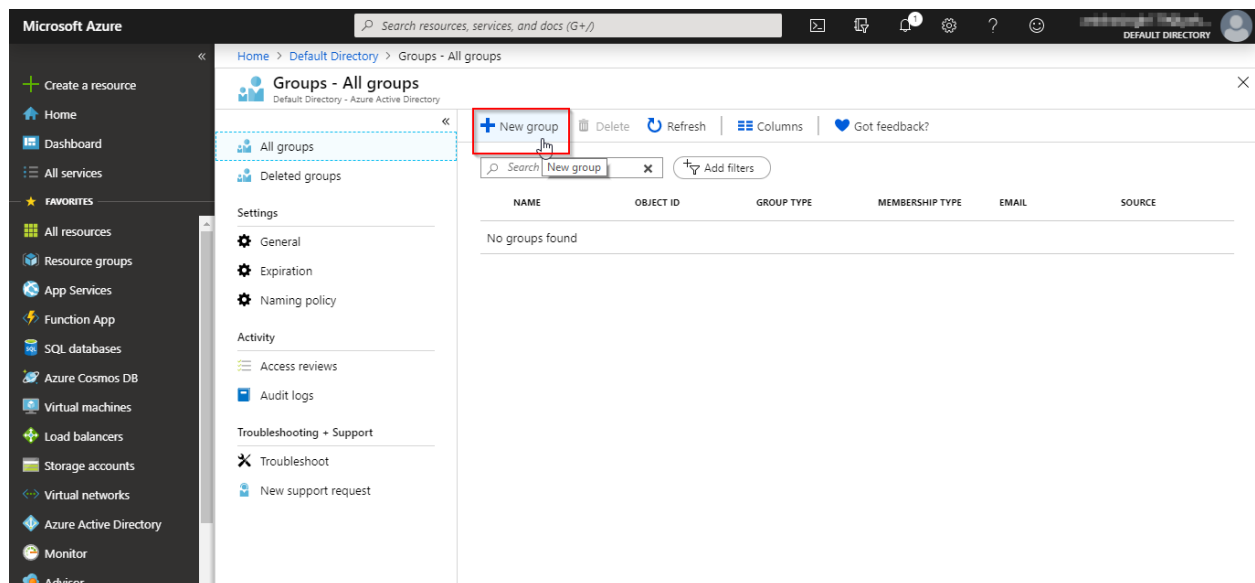 Microsoft Azure
Search resources, services, and docs (G+/)
1
DEFAULT DIRECTORY
«
Create a resource
Home
Dashboard
All services
FAVORITES
All resources
Resource groups
App Services
Function App
SQL databases
Azure Cosmos DB
Virtual machines
Load balancers
Storage accounts
Virtual networks
Azure Active Directory
Monitor
Advisor
Home > Default Directory > Groups - All groups
Groups - All groups
Default Directory - Azure Active Directory
«
All groups
Deleted groups
Settings
General
Expiration
Naming policy
Activity
Access reviews
Audit logs
Troubleshooting + Support
Troubleshoot
New support request
New group Delete Refresh Columns Got feedback?
Search New group Add filters
NAME OBJECT ID GROUP TYPE MEMBERSHIP TYPE EMAIL SOURCE
No groups found